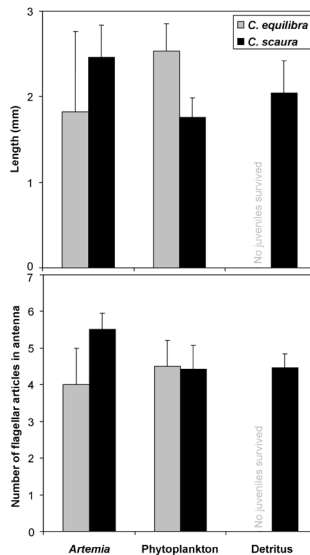 C. equilibra
C. scaura
Length (mm)
3
2
1
0
No juveniles survived
Number of flagellar articles in antenna
7
6
5
4
3
2
1
0
No juveniles survived
Artemia Phytoplankton Detritus